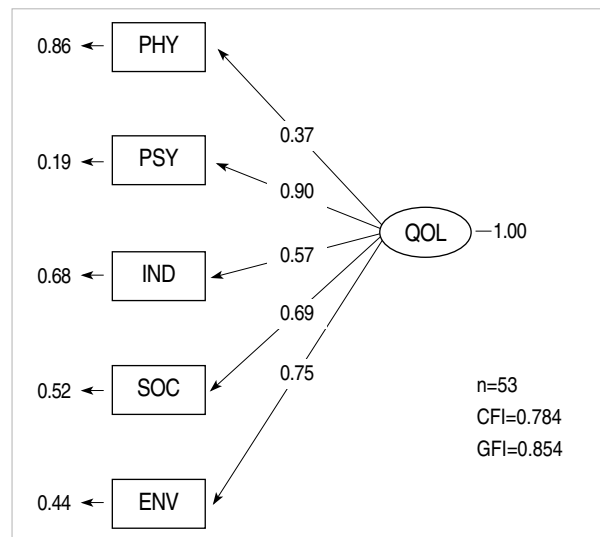 0.86 PHY
0.37
0.19 PSY
0.90
QOL 1.00
0.57
0.68 IND
0.69
0.75
0.52 SOC
n=53
CFI=0.784
GFI=0.854
0.44 ENV